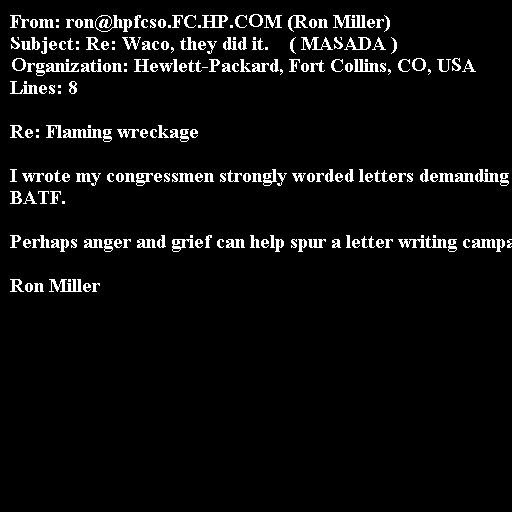 From: ron@hpfcso.FC.HP.COM (Ron Miller)
Subject: Re: Waco, they did it.    ( MASADA )
Organization: Hewlett-Packard, Fort Collins, CO, USA
Lines: 8
Re: Flaming wreckage
I wrote my congressmen strongly worded letters demanding
BATF.
Perhaps anger and grief can help spur a letter writing campa
Ron Miller